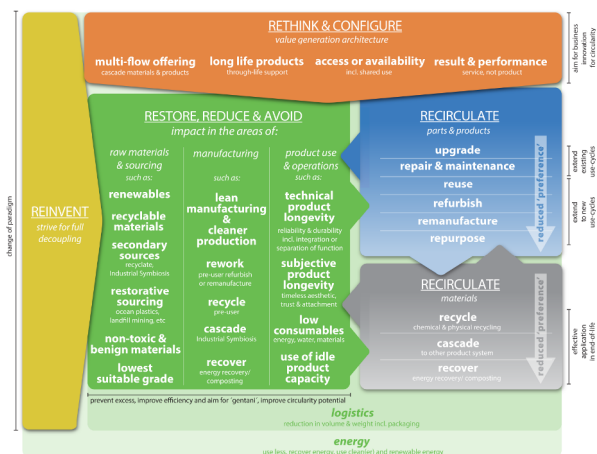 RETHINK & CONFIGURE
value generation architecture
multi-flow offering
cascade materials & products
long life products
through-life support
access or availability
incl. shared use
result & performance
service, not product
aim for business
innovation
for circularity
change of paradigm
REINVENT
strive for full
decoupling
RESTORE, REDUCE & AVOID
impact in the areas of:
raw materials
& sourcing
such as:
renewables
recyclable
materials
secondary
sources
recyclate,
Industrial Symbiosis
restorative
sourcing
ocean plastics,
landfill mining, etc
non-toxic &
benign materials
lowest
suitable grade
manufacturing
such as:
lean
manufacturing
&
cleaner
production
rework
pre-user refurbish
or remanufacture
recycle
pre-user
cascade
Industrial Symbiosis
recover
energy recovery/
composting
product use
& operations
such as:
technical
product
longevity
reliability & durability
incl. integration or
separation of function
subjective
product
longevity
timeless aesthetic,
trust & attachment
low
consumables
energy, water, materials
use of idle
product
capacity
RECIRCULATE
parts & products
upgrade
repair & maintenance
reuse
refurbish
remanufacture
repurpose
reduced 'preference'
extend
existing
use-cycles
extend
to new
use-cycles
RECIRCULATE
materials
recycle
chemical & physical recycling
cascade
to other product system
recover
energy recovery/ composting
reduced 'preference'
effective
application
in end-of-life
prevent excess, improve efficiency and aim for ´gentani´, improve circularity potential
logistics
reduction in volume & weight incl. packaging
energy
use less, recover energy, use clean(er) and renewable energy